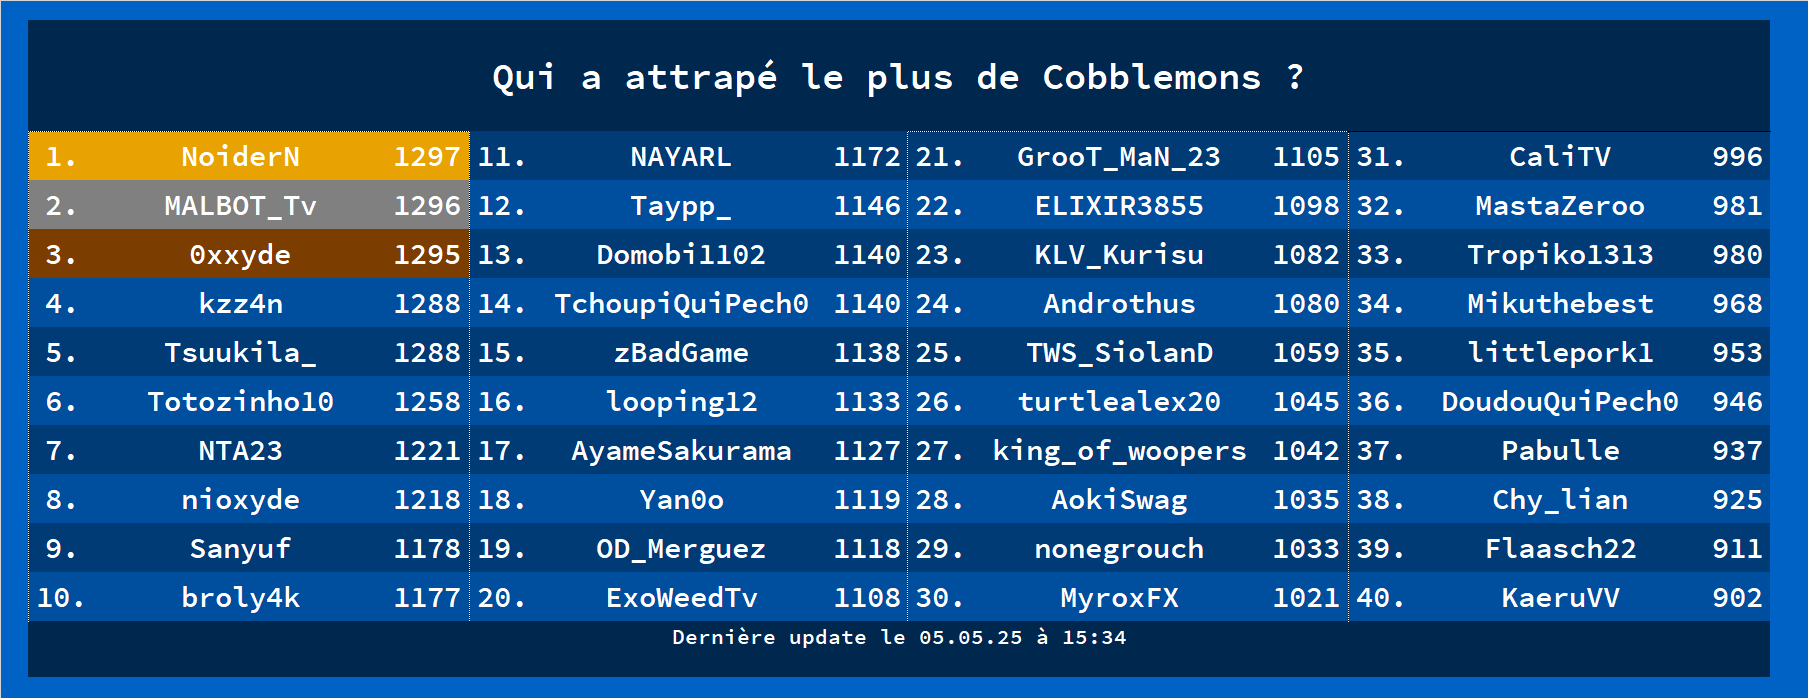 Qui a attrapé le plus de Cobblemons ?
1. NoiderN 1297 11. NAYARL 1172 21. GrooT_MaN_23 1105 31. CaliTV 996
2. MALBOT_Tv 1296 12. Taypp_ 1146 22. ELIXIR3855 1098 32. MastaZeroo 981
3. 0xxyde 1295 13. Domobi1102 1140 23. KLV_Kurisu 1082 33. Tropiko1313 980
4. kzz4n 1288 14. TchoupiQuiPech0 1140 24. Androthus 1080 34. Mikuthebest 968
5. Tsuukila_ 1288 15. zBadGame 1138 25. TWS_SiolanD 1059 35. littlepork1 953
6. Totozinho10 1258 16. looping12 1133 26. turtlealex20 1045 36. DoudouQuiPech0 946
7. NTA23 1221 17. AyameSakurama 1127 27. king_of_woopers 1042 37. Pabulle 937
8. nioxyde 1218 18. Yan0o 1119 28. AokiSwag 1035 38. Chy_lian 925
9. Sanyuf 1178 19. OD_Merguez 1118 29. nonegrouch 1033 39. Flaasch22 911
10. broly4k 1177 20. ExoWeedTv 1108 30. MyroxFX 1021 40. KaeruVV 902
Dernière update le 05.05.25 à 15:34